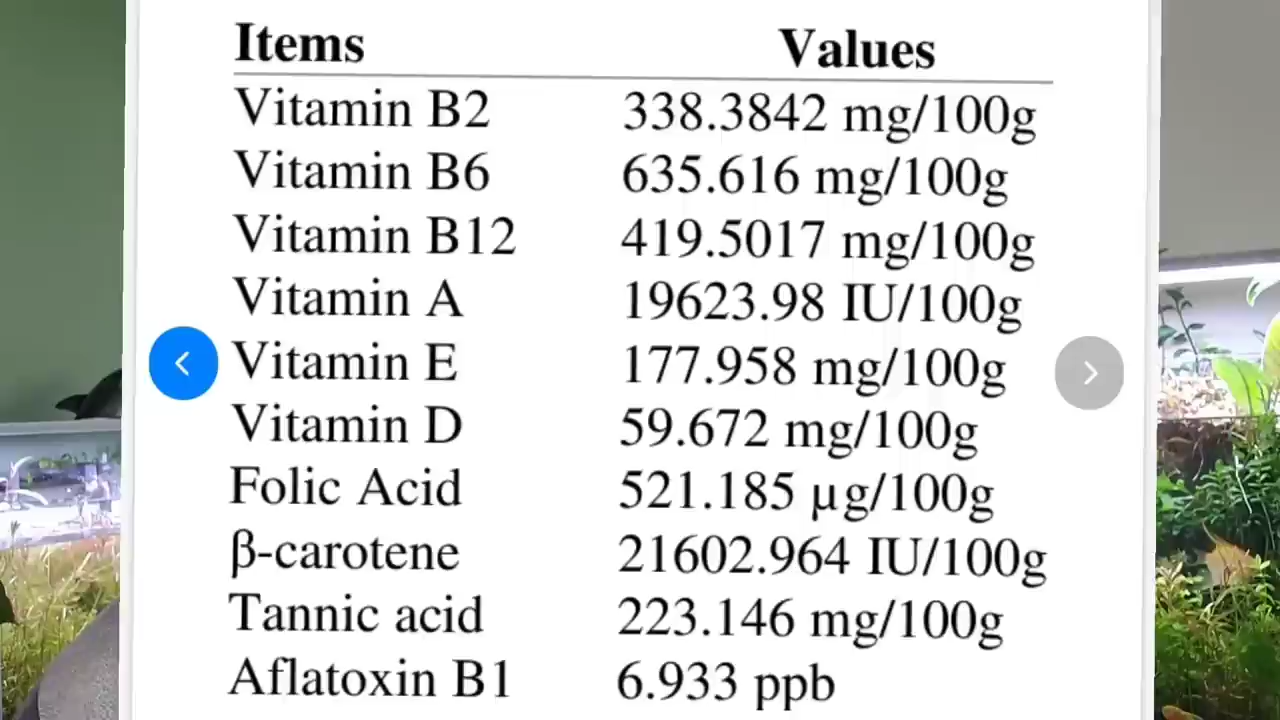 Items Values
Vitamin B2 338.3842 mg/100g
Vitamin B6 635.616 mg/100g
Vitamin B12 419.5017 mg/100g
Vitamin A 19623.98 IU/100g
Vitamin E 177.958 mg/100g
Vitamin D 59.672 mg/100g
Folic Acid 521.185 µg/100g
β-carotene 21602.964 IU/100g
Tannic acid 223.146 mg/100g
Aflatoxin B1 6.933 ppb